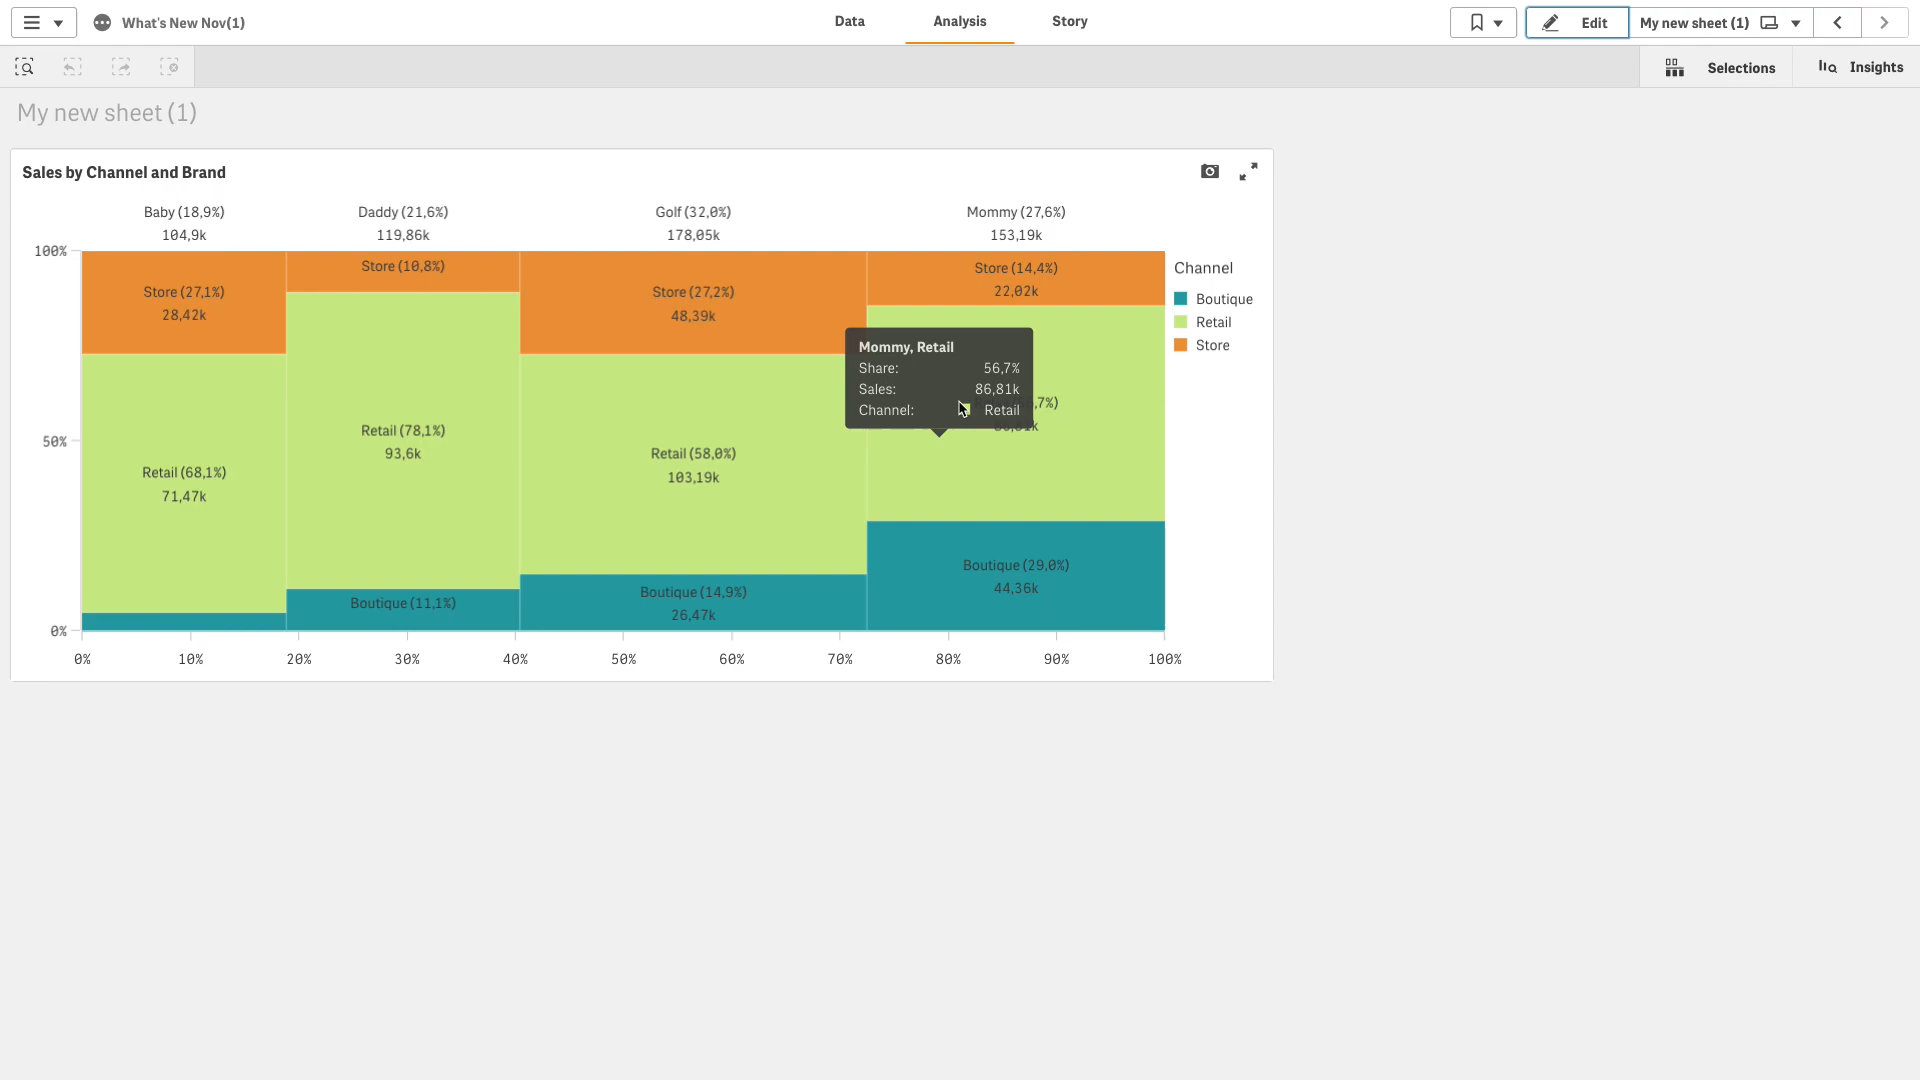 What's New Nov(1)
Data
Analysis
Story
Edit
My new sheet (1)
Selections
Insights
My new sheet (1)
Sales by Channel and Brand
Baby (18,9%)
104,9k
Daddy (21,6%)
119,86k
Golf (32,0%)
178,05k
Mommy (27,6%)
153,19k
100%
50%
0%
Store (27,1%)
28,42k
Store (10,8%)
Store (27,2%)
48,39k
Store (14,4%)
22,02k
Channel
Boutique
Retail
Store
Mommy, Retail
Share: 56,7%
Sales: 86,81k
Channel: Retail
,7%)
Retail (68,1%)
71,47k
Retail (78,1%)
93,6k
Retail (58,0%)
103,19k
Boutique (11,1%)
Boutique (14,9%)
26,47k
Boutique (29,0%)
44,36k
0% 10% 20% 30% 40% 50% 60% 70% 80% 90% 100%